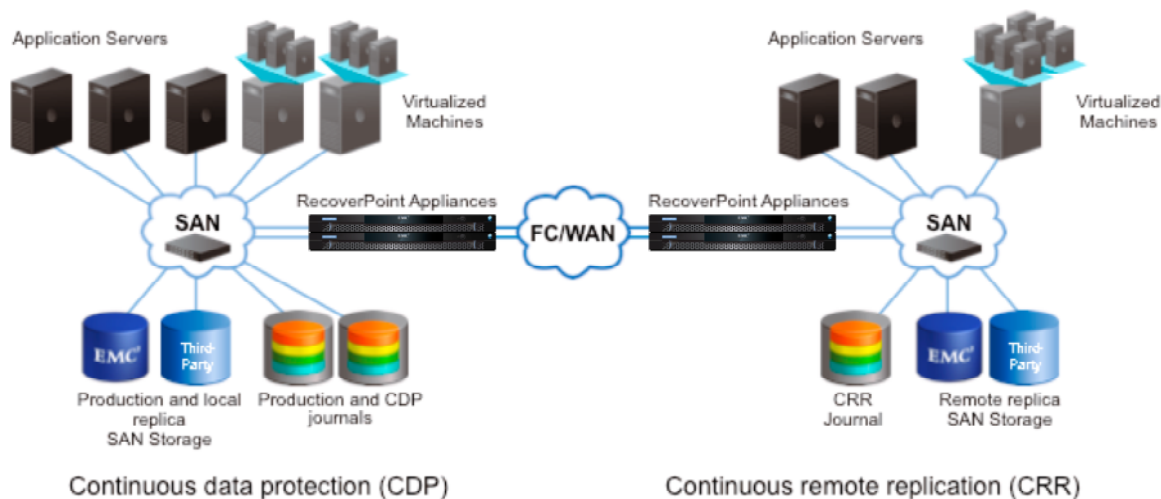 Application Servers
Virtualized
Machines
Application Servers
Virtualized
Machines
RecoverPoint Appliances
RecoverPoint Appliances
SAN
FC/WAN
SAN
EMC²
Third-
Party
EMC²
Third-
Party
Production and local
replica
SAN Storage
Production and CDP
journals
CRR
Journal
Remote replica
SAN Storage
Continuous data protection (CDP)
Continuous remote replication (CRR)